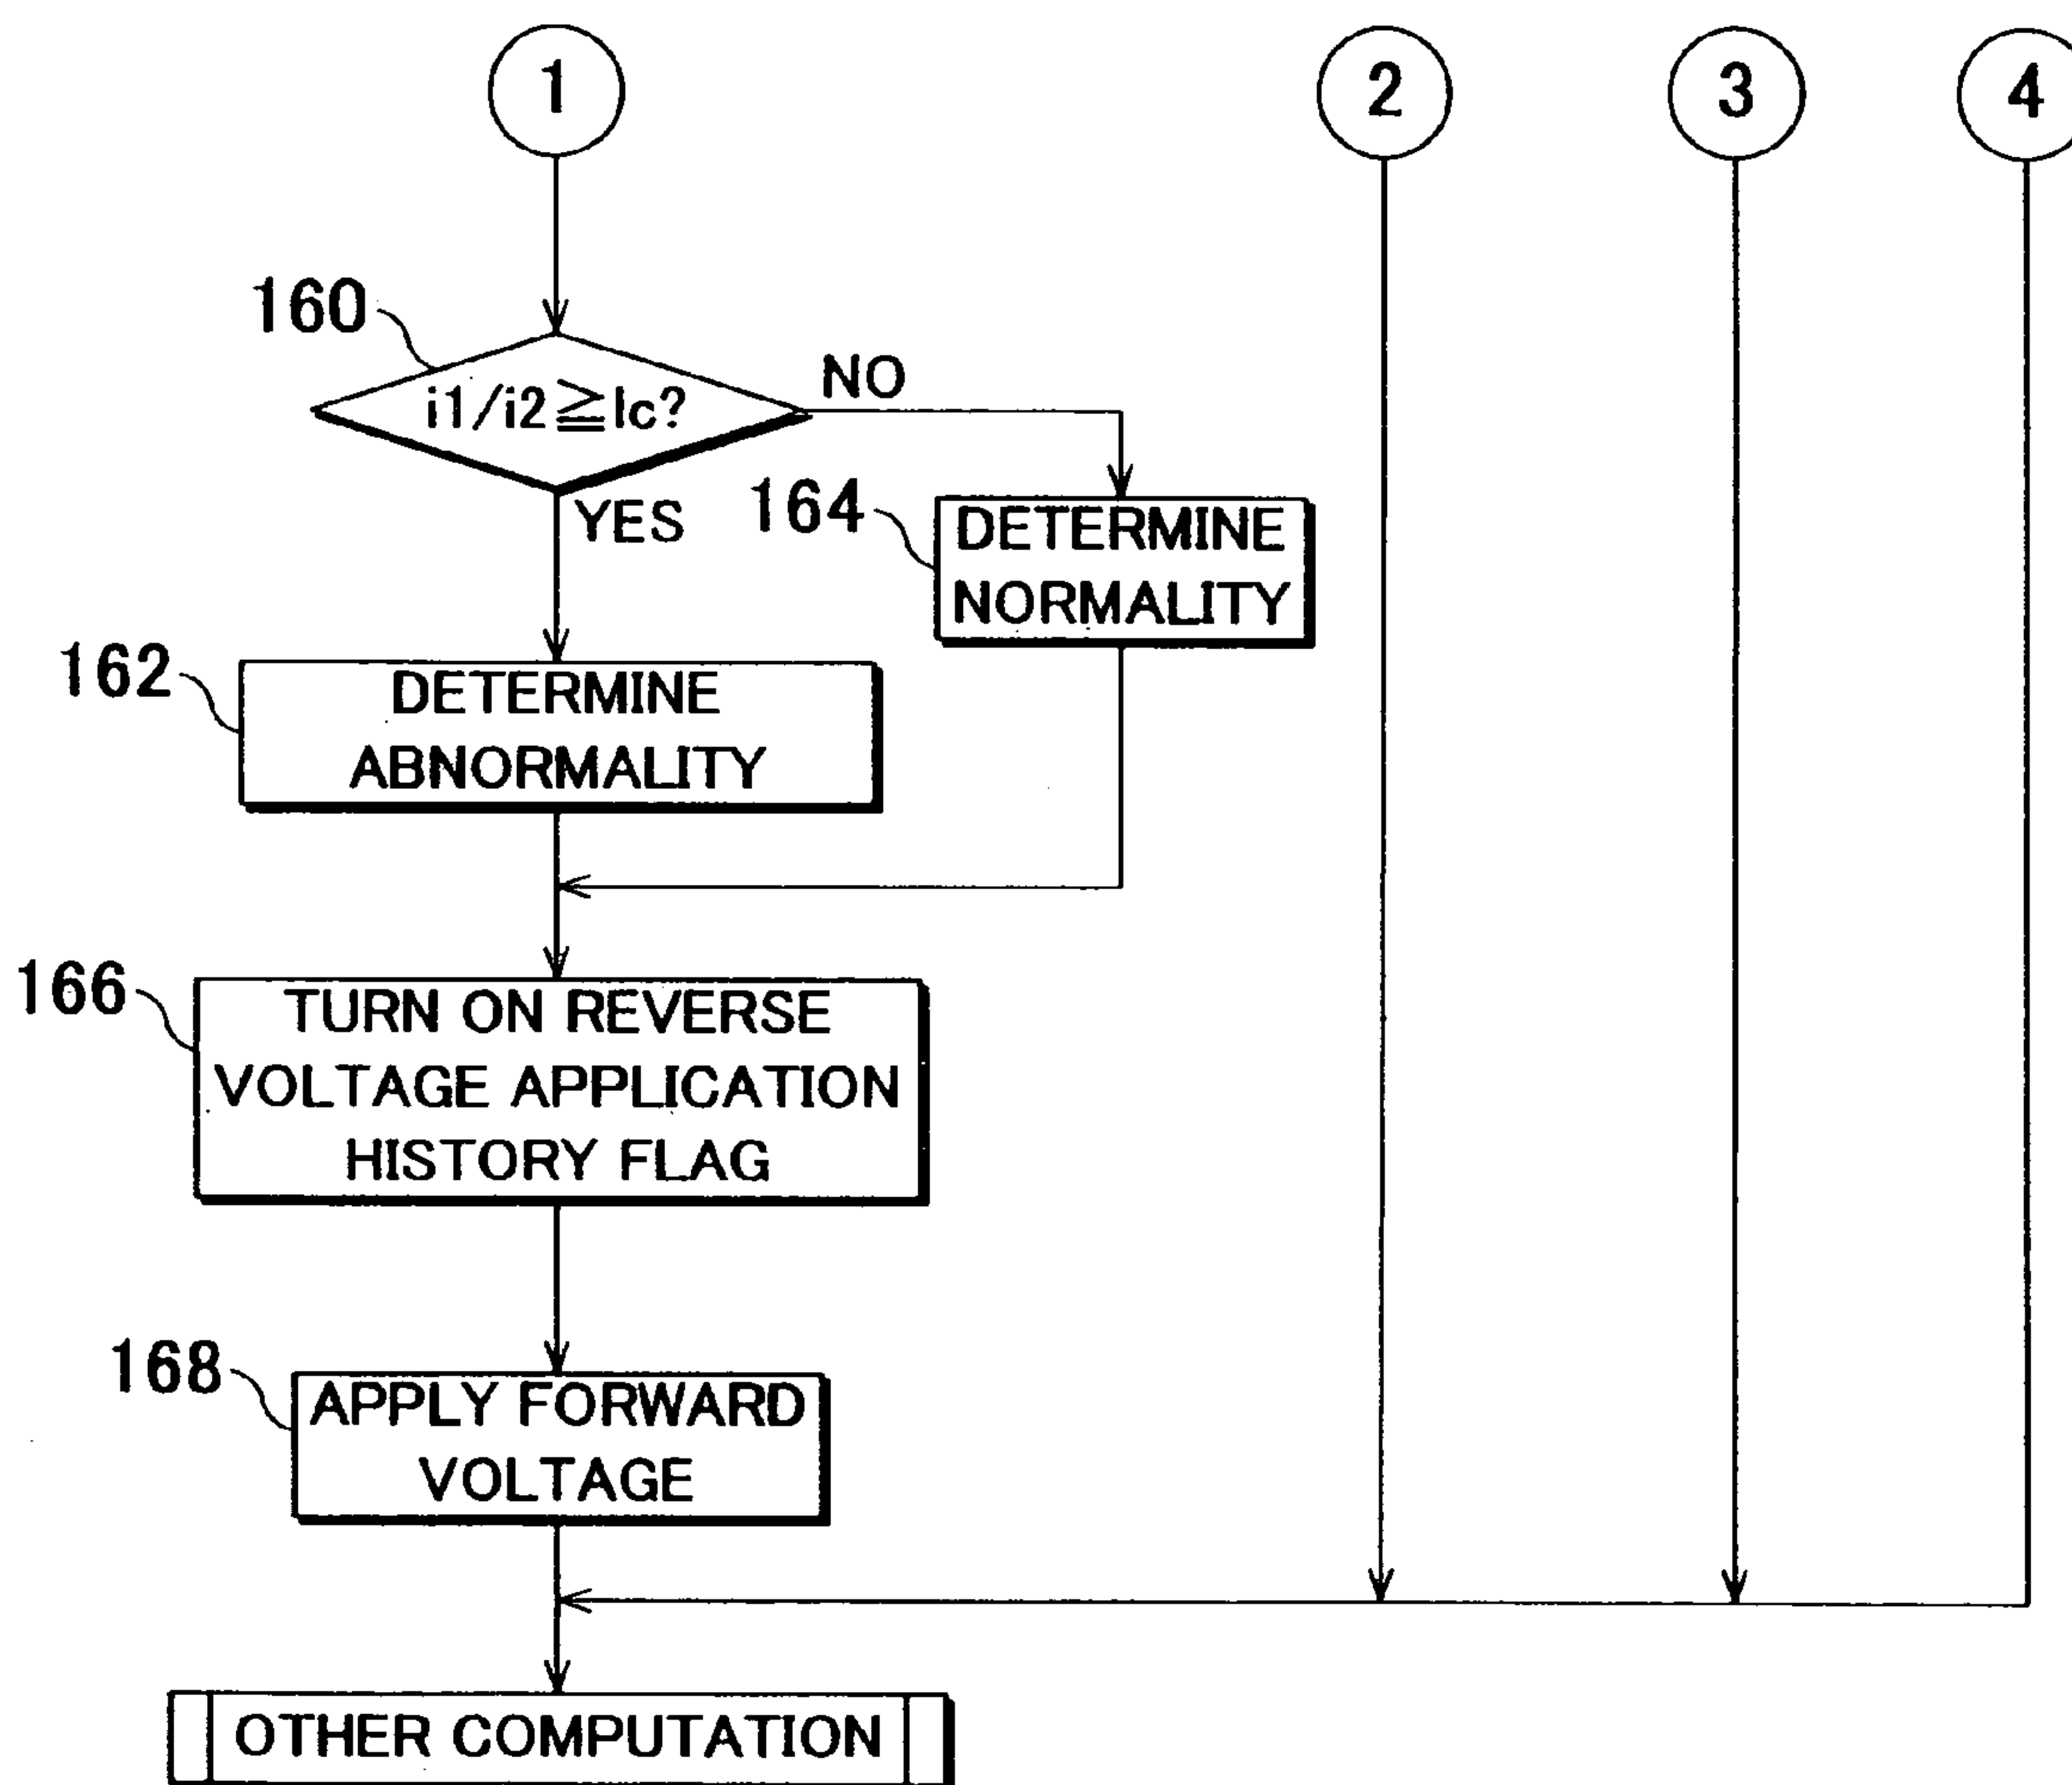 1
2
3
4
160
i1/i2≧Ic?
NO
YES
164
DETERMINE
NORMALITY
162
DETERMINE
ABNORMALITY
166
TURN ON REVERSE
VOLTAGE APPLICATION
HISTORY FLAG
168
APPLY FORWARD
VOLTAGE
OTHER COMPUTATION